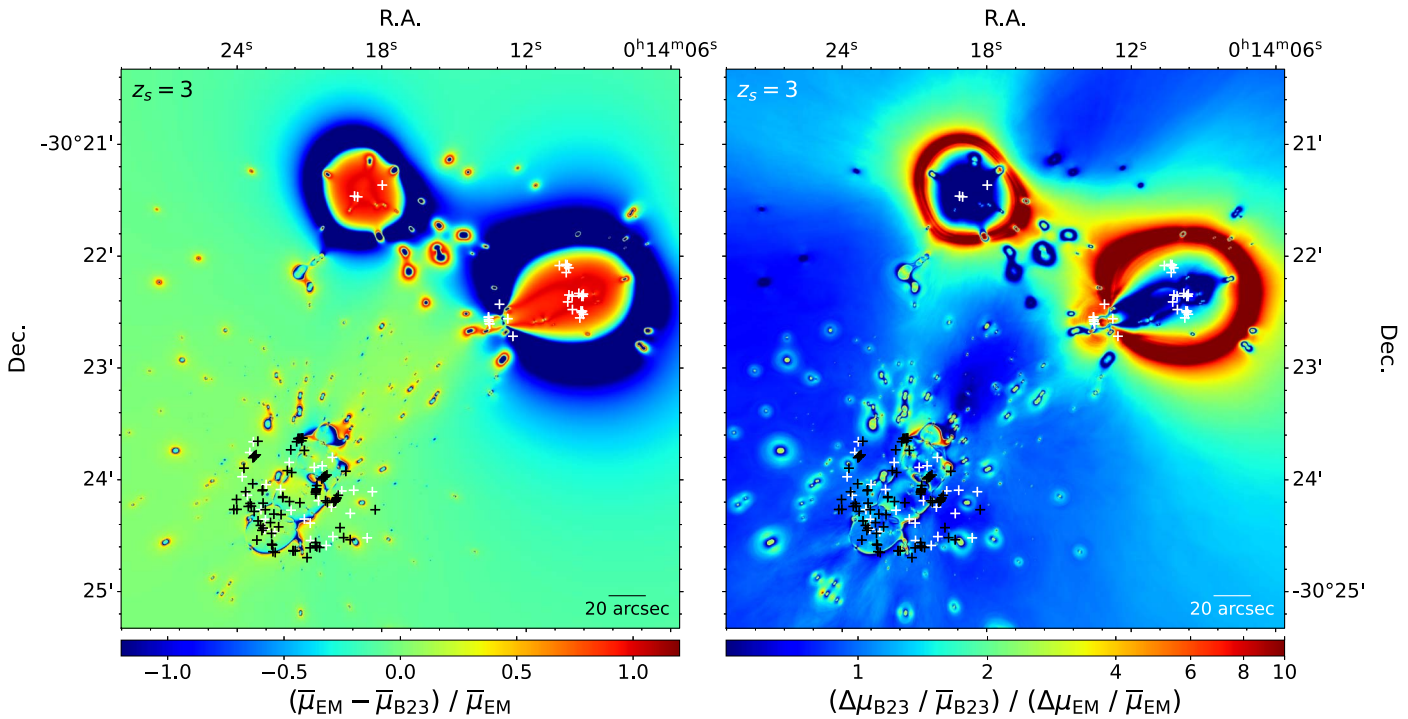 R.A.
R.A.
24ˢ 18ˢ 12ˢ 0ʰ14ᵐ06ˢ
24ˢ 18ˢ 12ˢ 0ʰ14ᵐ06ˢ
z_s = 3
z_s = 3
-30°21'
22'
23'
24'
25'
Dec.
21'
22'
23'
24'
-30°25'
Dec.
20 arcsec
20 arcsec
−1.0 −0.5 0.0 0.5 1.0
1 2 4 6 8 10
(μ̅_EM − μ̅_B23) / μ̅_EM
(Δμ_B23 / μ̅_B23) / (Δμ_EM / μ̅_EM)